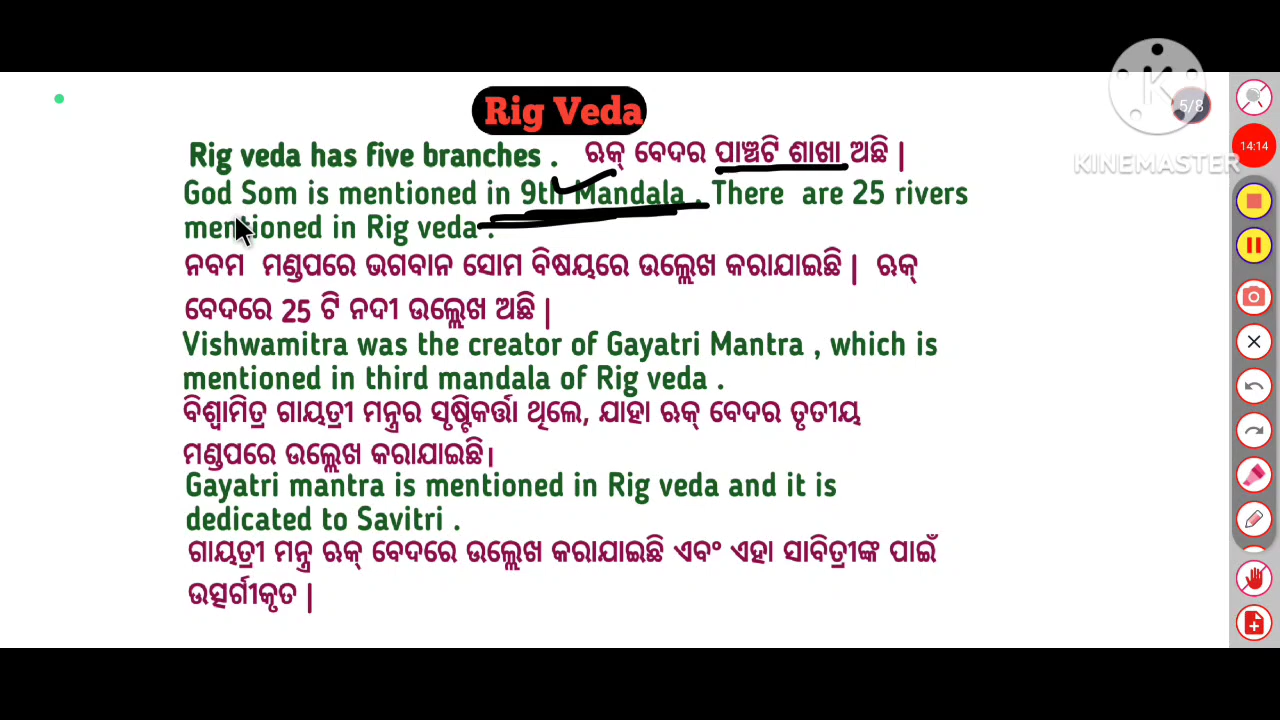 Rig Veda
5/8
14:14
KINEMASTER
Rig veda has five branches . ଋକ୍ ବେଦର ପାଞ୍ଚଟି ଶାଖା ଅଛି |
God Som is mentioned in 9th Mandala . There are 25 rivers
mentioned in Rig veda .
ନବମ ମଣ୍ଡପରେ ଭଗବାନ ସୋମ ବିଷୟରେ ଉଲ୍ଲେଖ କରାଯାଇଛି | ଋକ୍
ବେଦରେ 25 ଟି ନଦୀ ଉଲ୍ଲେଖ ଅଛି |
Vishwamitra was the creator of Gayatri Mantra , which is
mentioned in third mandala of Rig veda .
ବିଶ୍ୱାମିତ୍ର ଗାୟତ୍ରୀ ମନ୍ତ୍ରର ସୃଷ୍ଟିକର୍ତ୍ତା ଥିଲେ, ଯାହା ଋକ୍ ବେଦର ତୃତୀୟ
ମଣ୍ଡପରେ ଉଲ୍ଲେଖ କରାଯାଇଛି।
Gayatri mantra is mentioned in Rig veda and it is
dedicated to Savitri .
ଗାୟତ୍ରୀ ମନ୍ତ୍ର ଋକ୍ ବେଦରେ ଉଲ୍ଲେଖ କରାଯାଇଛି ଏବଂ ଏହା ସାବିତ୍ରୀଙ୍କ ପାଇଁ
ଉତ୍ସର୍ଗୀକୃତ |